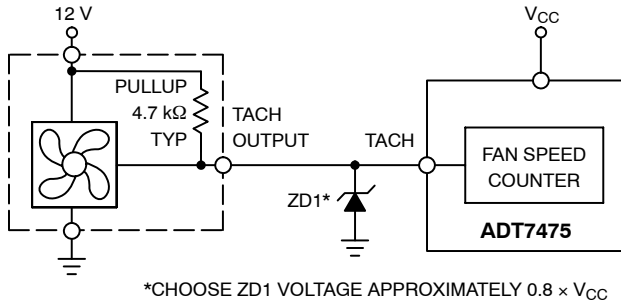 12 V
V_CC
PULLUP
4.7 kΩ
TYP
TACH
OUTPUT
TACH
FAN SPEED
COUNTER
ZD1*
ADT7475
*CHOOSE ZD1 VOLTAGE APPROXIMATELY 0.8 × V_CC